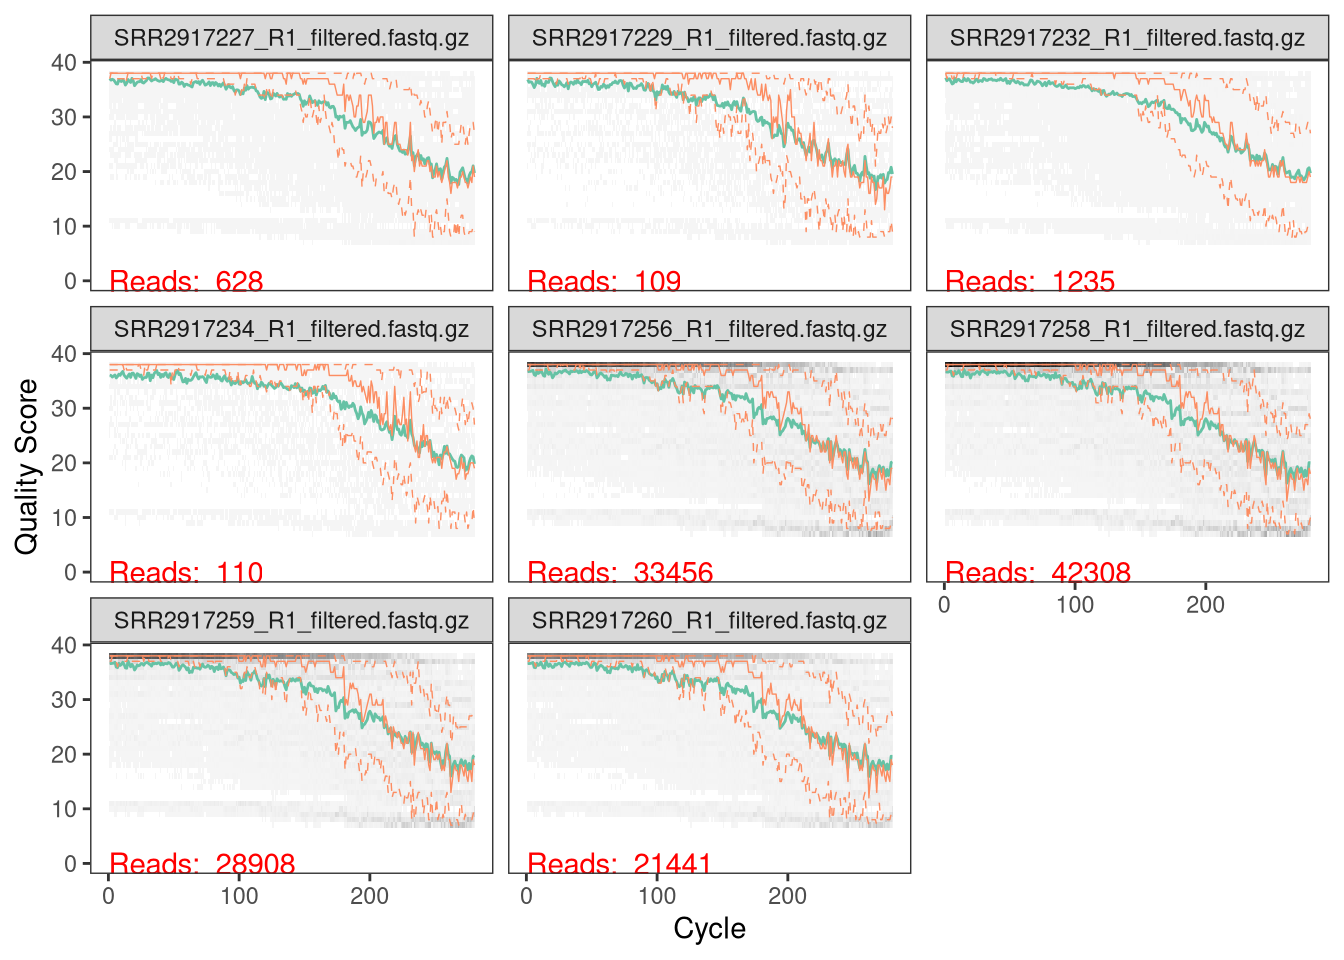 SRR2917227_R1_filtered.fastq.gz
SRR2917229_R1_filtered.fastq.gz
SRR2917232_R1_filtered.fastq.gz
40
30
20
10
0
Reads: 628
Reads: 109
Reads: 1235
SRR2917234_R1_filtered.fastq.gz
SRR2917256_R1_filtered.fastq.gz
SRR2917258_R1_filtered.fastq.gz
Quality Score
40
30
20
10
0
Reads: 110
Reads: 33456
Reads: 42308
0 100 200
SRR2917259_R1_filtered.fastq.gz
SRR2917260_R1_filtered.fastq.gz
40
30
20
10
0
Reads: 28908
Reads: 21441
0 100 200
0 100 200
Cycle